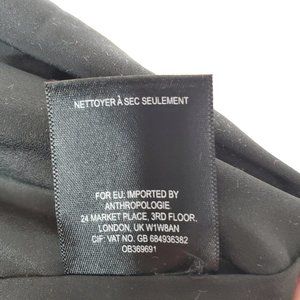 NETTOYER À SEC SEULEMENT
FOR EU: IMPORTED BY
ANTHROPOLOGIE
24 MARKET PLACE, 3RD FLOOR,
LONDON, UK W1W8AN
CIF: VAT NO. GB 684936382
OB369691